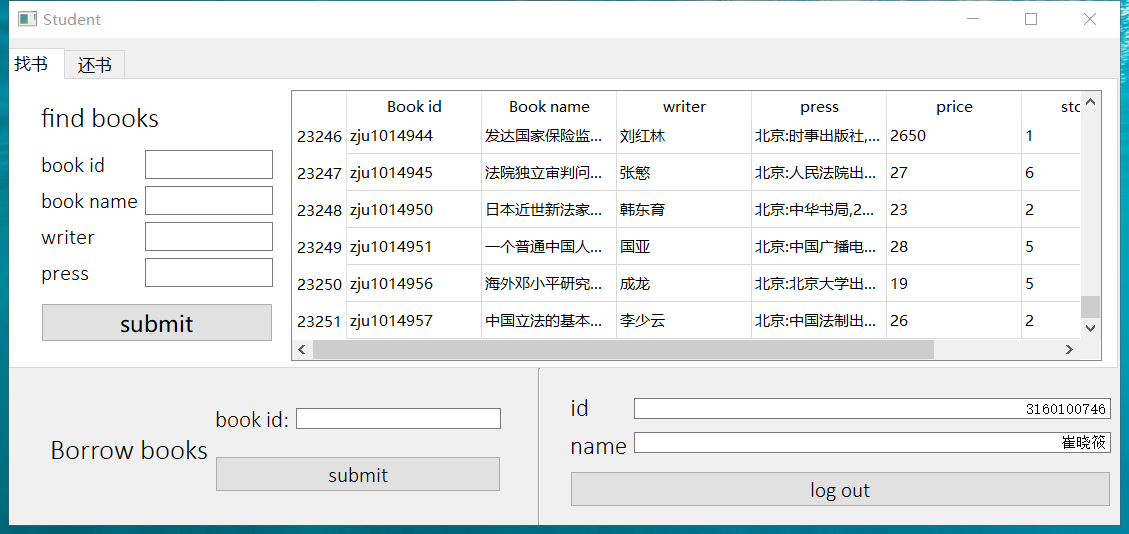 Student
找书 还书
find books
book id
book name
writer
press
submit
Book id Book name writer press price
23246 zju1014944 发达国家保险监... 刘红林 北京:时事出版社,... 2650 1
23247 zju1014945 法院独立审判问... 张慜 北京:人民法院出... 27 6
23248 zju1014950 日本近世新法家... 韩东育 北京:中华书局,2... 23 2
23249 zju1014951 一个普通中国人... 国亚 北京:中国广播电... 28 5
23250 zju1014956 海外邓小平研究... 成龙 北京:北京大学出... 19 5
23251 zju1014957 中国立法的基本... 李少云 北京:中国法制出... 26 2
Borrow books
book id:
submit
id 3160100746
name 崔晓筱
log out